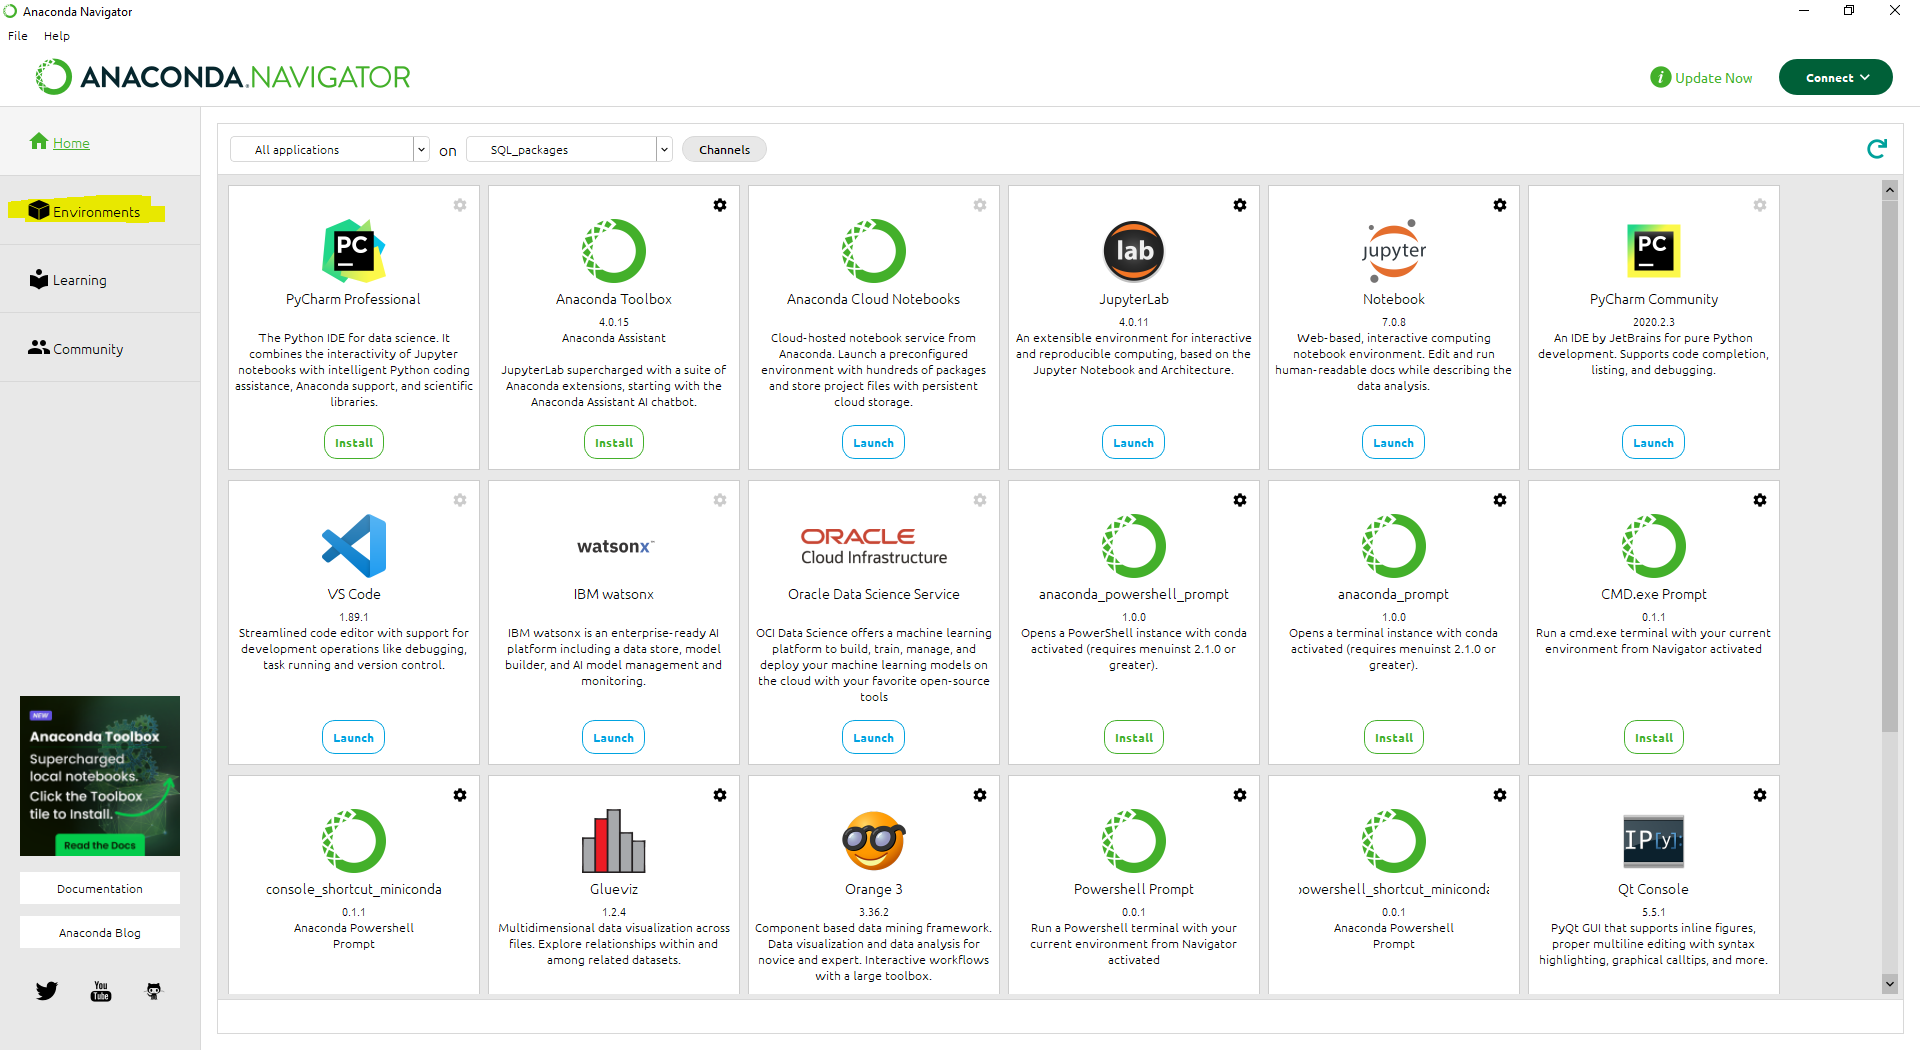 Anaconda Navigator
File Help
ANACONDA.NAVIGATOR
i Update Now
Connect
Home
Environments
Learning
Community
All applications on SQL_packages Channels
PC
PyCharm Professional
The Python IDE for data science. It
combines the interactivity of Jupyter
notebooks with intelligent Python coding
assistance, Anaconda support, and scientific
libraries.
Install
Anaconda Toolbox
4.0.15
Anaconda Assistant
JupyterLab supercharged with a suite of
Anaconda extensions, starting with the
Anaconda Assistant AI chatbot.
Install
Anaconda Cloud Notebooks
Cloud-hosted notebook service from
Anaconda. Launch a preconfigured
environment with hundreds of packages
and store project files with persistent
cloud storage.
Launch
lab
JupyterLab
4.0.11
An extensible environment for interactive
and reproducible computing, based on the
Jupyter Notebook and Architecture.
Launch
jupyter
Notebook
7.0.8
Web-based, interactive computing
notebook environment. Edit and run
human-readable docs while describing the
data analysis.
Launch
PC
PyCharm Community
2020.2.3
An IDE by JetBrains for pure Python
development. Supports code completion,
listing, and debugging.
Launch
VS Code
1.89.1
Streamlined code editor with support for
development operations like debugging,
task running and version control.
Launch
watsonx™
IBM watsonx
IBM watsonx is an enterprise-ready AI
platform including a data store, model
builder, and AI model management and
monitoring.
Launch
ORACLE
Cloud Infrastructure
Oracle Data Science Service
OCI Data Science offers a machine learning
platform to build, train, manage, and
deploy your machine learning models on
the cloud with your favorite open-source
tools
Launch
anaconda_powershell_prompt
1.0.0
Opens a PowerShell instance with conda
activated (requires menuinst 2.1.0 or
greater).
Install
anaconda_prompt
1.0.0
Opens a terminal instance with conda
activated (requires menuinst 2.1.0 or
greater).
Install
CMD.exe Prompt
0.1.1
Run a cmd.exe terminal with your current
environment from Navigator activated
Install
console_shortcut_miniconda
0.1.1
Anaconda Powershell
Prompt
Glueviz
1.2.4
Multidimensional data visualization across
files. Explore relationships within and
among related datasets.
Orange 3
3.36.2
Component based data mining framework.
Data visualization and data analysis for
novice and expert. Interactive workflows
with a large toolbox.
Powershell Prompt
0.0.1
Run a Powershell terminal with your
current environment from Navigator
activated
powershell_shortcut_miniconda
0.0.1
Anaconda Powershell
Prompt
IP[y]:
Qt Console
5.5.1
PyQt GUI that supports inline figures,
proper multiline editing with syntax
highlighting, graphical calltips, and more.
NEW
Anaconda Toolbox
Supercharged
local notebooks.
Click the Toolbox
tile to Install.
Read the Docs
Documentation
Anaconda Blog
You
Tube